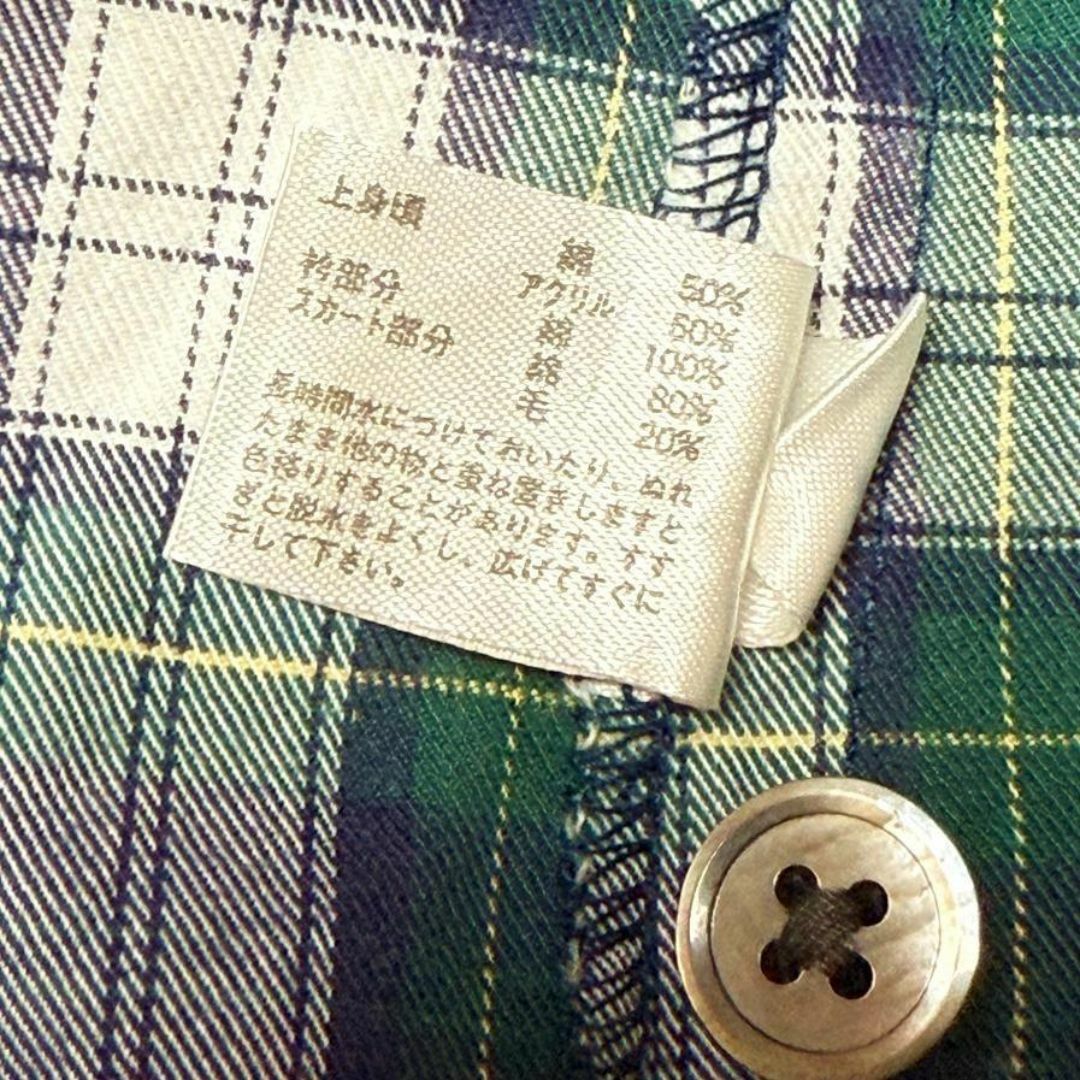 上身頃 綿 50%
アクリル 50%
衿部分 綿 100%
スカート部分 綿 80%
毛 20%
長時間水につけておいたり、ぬれ
たまま他の物と重ね置きしますと
色移りすることがあります。すす
ぎと脱水をよくし、広げてすぐに
干して下さい。